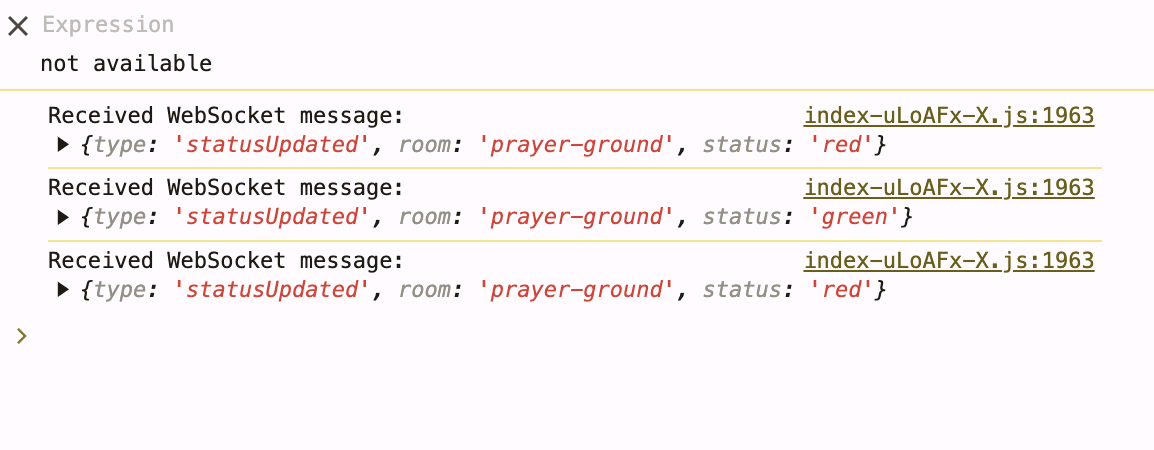 Expression
not available
Received WebSocket message: index-uLoAFx-X.js:1963
{type: 'statusUpdated', room: 'prayer-ground', status: 'red'}
Received WebSocket message: index-uLoAFx-X.js:1963
{type: 'statusUpdated', room: 'prayer-ground', status: 'green'}
Received WebSocket message: index-uLoAFx-X.js:1963
{type: 'statusUpdated', room: 'prayer-ground', status: 'red'}